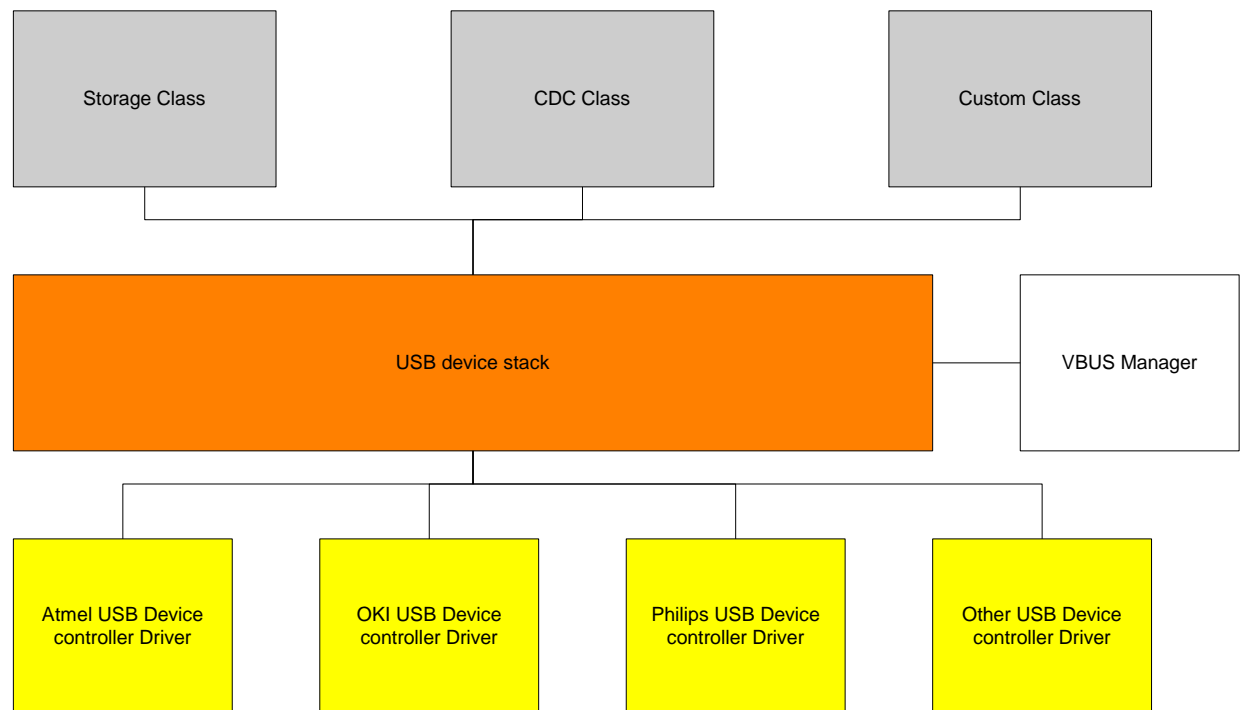 Storage Class
CDC Class
Custom Class
USB device stack
VBUS Manager
Atmel USB Device
controller Driver
OKI USB Device
controller Driver
Philips USB Device
controller Driver
Other USB Device
controller Driver